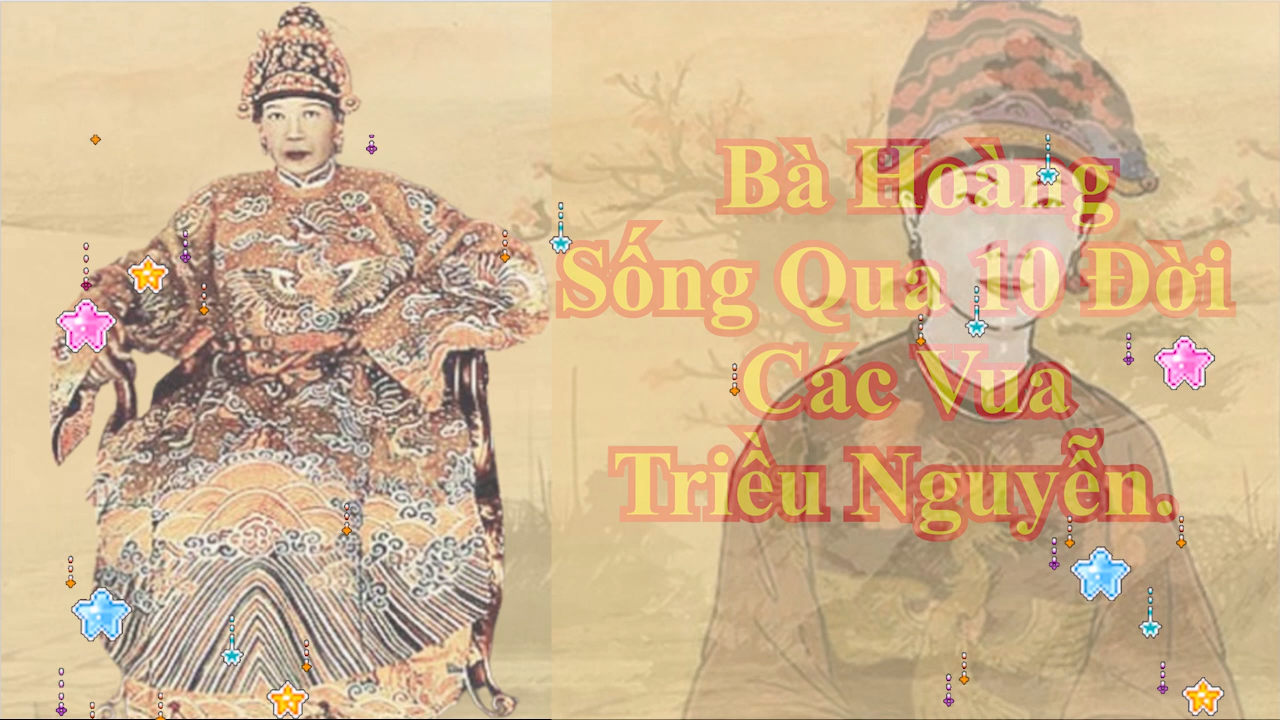 Bà Hoàng
Sống Qua 10 Đời
Các Vua
Triều Nguyễn.